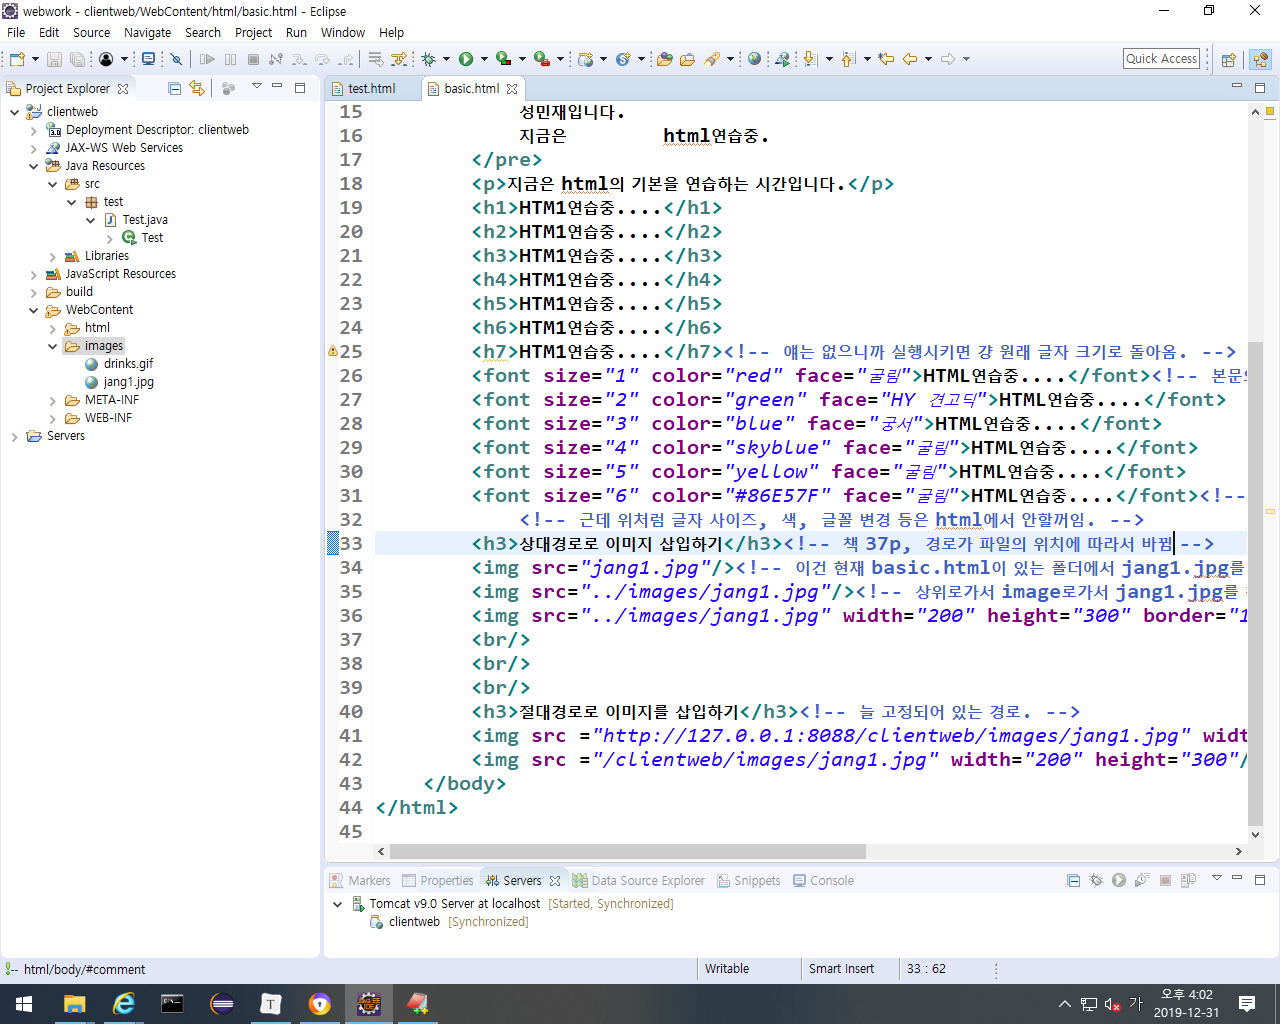 webwork - clientweb/WebContent/html/basic.html - Eclipse
File Edit Source Navigate Search Project Run Window Help
Quick Access
Project Explorer
test.html
basic.html
clientweb
Deployment Descriptor: clientweb
JAX-WS Web Services
Java Resources
src
test
Test.java
Test
Libraries
JavaScript Resources
build
WebContent
html
images
drinks.gif
jang1.jpg
META-INF
WEB-INF
Servers
15 성민재입니다.
16 지금은 html연습중.
17 </pre>
18 <p>지금은 html의 기본을 연습하는 시간입니다.</p>
19 <h1>HTM1연습중....</h1>
20 <h2>HTM1연습중....</h2>
21 <h3>HTM1연습중....</h3>
22 <h4>HTM1연습중....</h4>
23 <h5>HTM1연습중....</h5>
24 <h6>HTM1연습중....</h6>
25 <h7>HTM1연습중....</h7><!-- 얘는 없으니까 실행시키면 걍 원래 글자 크기로 돌아옴. -->
26 <font size="1" color="red" face="굴림">HTML연습중....</font><!-- 본문의
27 <font size="2" color="green" face="HY 견고딕">HTML연습중....</font>
28 <font size="3" color="blue" face="궁서">HTML연습중....</font>
29 <font size="4" color="skyblue" face="굴림">HTML연습중....</font>
30 <font size="5" color="yellow" face="굴림">HTML연습중....</font>
31 <font size="6" color="#86E57F" face="굴림">HTML연습중....</font><!--
32 <!-- 근데 위처럼 글자 사이즈, 색, 글꼴 변경 등은 html에서 안할꺼임. -->
33 <h3>상대경로로 이미지 삽입하기</h3><!-- 책 37p, 경로가 파일의 위치에 따라서 바뀜 -->
34 <img src="jang1.jpg"/><!-- 이건 현재 basic.html이 있는 폴더에서 jang1.jpg를
35 <img src="../images/jang1.jpg"/><!-- 상위로가서 image로가서 jang1.jpg를
36 <img src="../images/jang1.jpg" width="200" height="300" border="1
37 <br/>
38 <br/>
39 <br/>
40 <h3>절대경로로 이미지를 삽입하기</h3><!-- 늘 고정되어 있는 경로. -->
41 <img src ="http://127.0.0.1:8088/clientweb/images/jang1.jpg" widt
42 <img src ="/clientweb/images/jang1.jpg" width="200" height="300"/
43 </body>
44 </html>
45
Markers Properties Servers Data Source Explorer Snippets Console
Tomcat v9.0 Server at localhost [Started, Synchronized]
clientweb [Synchronized]
html/body/#comment
Writable
Smart Insert
33 : 62
가
오후 4:02
2019-12-31